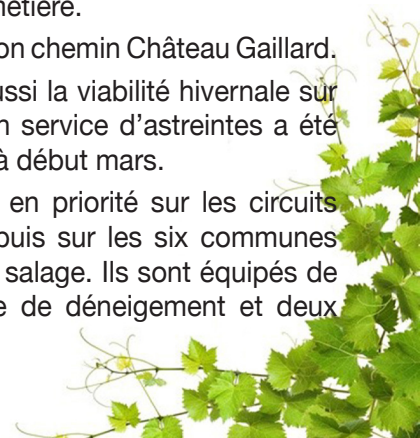 metière.
on chemin Château Gaillard.
ussi la viabilité hivernale sur
n service d’astreintes a été
à début mars.
en priorité sur les circuits
puis sur les six communes
salage. Ils sont équipés de
e de déneigement et deux